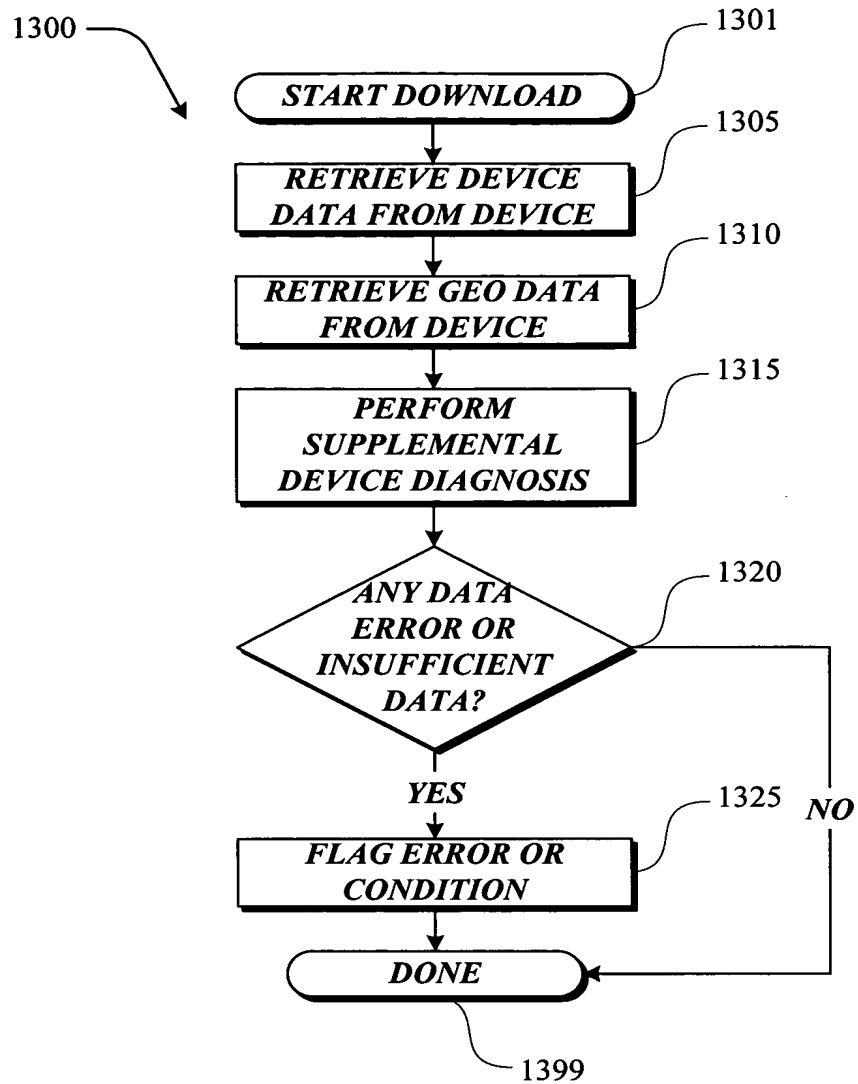 1300
1301
START DOWNLOAD
1305
RETRIEVE DEVICE
DATA FROM DEVICE
1310
RETRIEVE GEO DATA
FROM DEVICE
1315
PERFORM
SUPPLEMENTAL
DEVICE DIAGNOSIS
1320
ANY DATA
ERROR OR
INSUFFICIENT
DATA?
YES
NO
1325
FLAG ERROR OR
CONDITION
DONE
1399